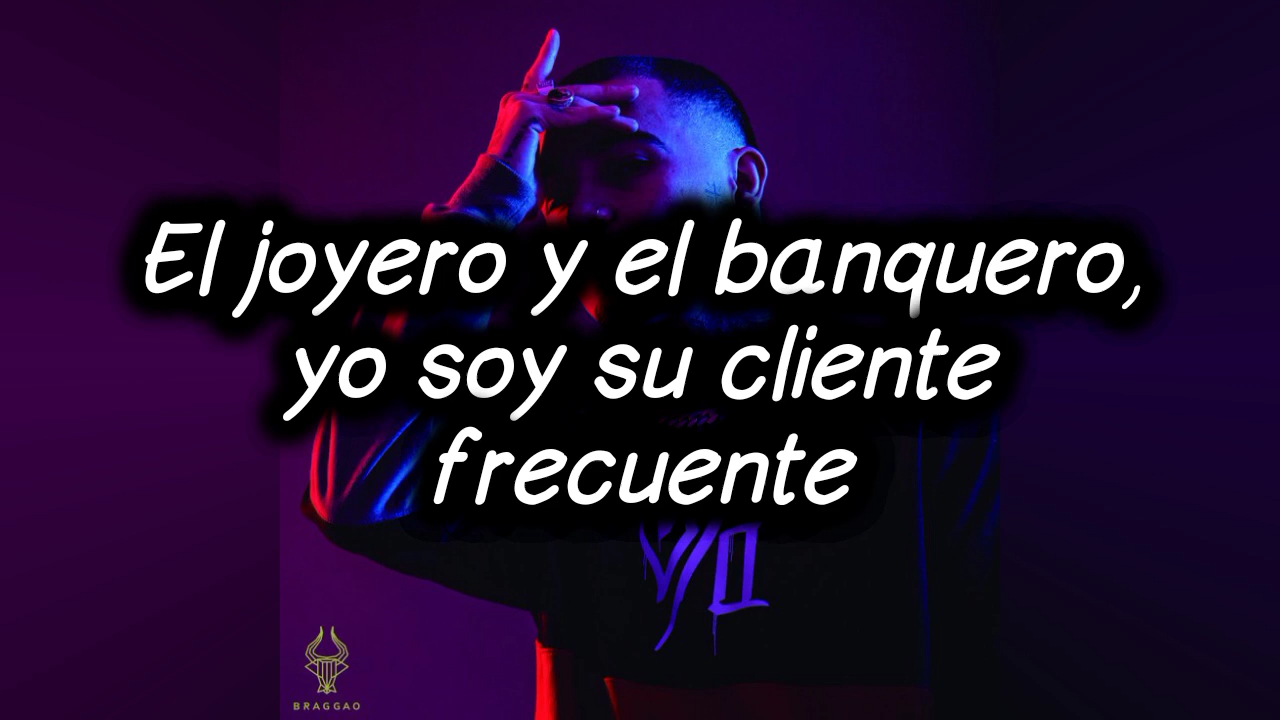 El joyero y el banquero,
yo soy su cliente
frecuente
BRAGGAO